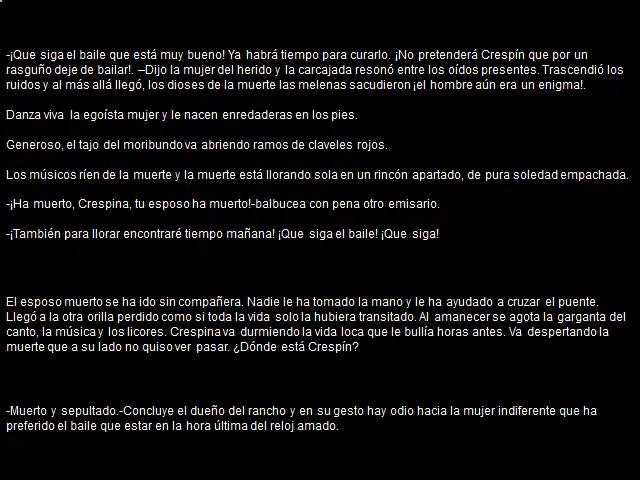 -¡Que siga el baile que está muy bueno! Ya habrá tiempo para curarlo. ¡No pretenderá Crespín que por un
rasguño deje de bailar!. –Dijo la mujer del herido y la carcajada resonó entre los oídos presentes. Trascendió los
ruidos y al más allá llegó, los dioses de la muerte las melenas sacudieron ¡el hombre aún era un enigma!.
Danza viva la egoísta mujer y le nacen enredaderas en los pies.
Generoso, el tajo del moribundo va abriendo ramos de claveles rojos.
Los músicos ríen de la muerte y la muerte está llorando sola en un rincón apartado, de pura soledad empachada.
-¡Ha muerto, Crespina, tu esposo ha muerto!-balbucea con pena otro emisario.
-¡También para llorar encontraré tiempo mañana! ¡Que siga el baile! ¡Que siga!
El esposo muerto se ha ido sin compañera. Nadie le ha tomado la mano y le ha ayudado a cruzar el puente.
Llegó a la otra orilla perdido como si toda la vida solo la hubiera transitado. Al amanecer se agota la garganta del
canto, la música y los licores. Crespina va durmiendo la vida loca que le bullía horas antes. Va despertando la
muerte que a su lado no quiso ver pasar. ¿Dónde está Crespín?
-Muerto y sepultado.-Concluye el dueño del rancho y en su gesto hay odio hacia la mujer indiferente que ha
preferido el baile que estar en la hora última del reloj amado.